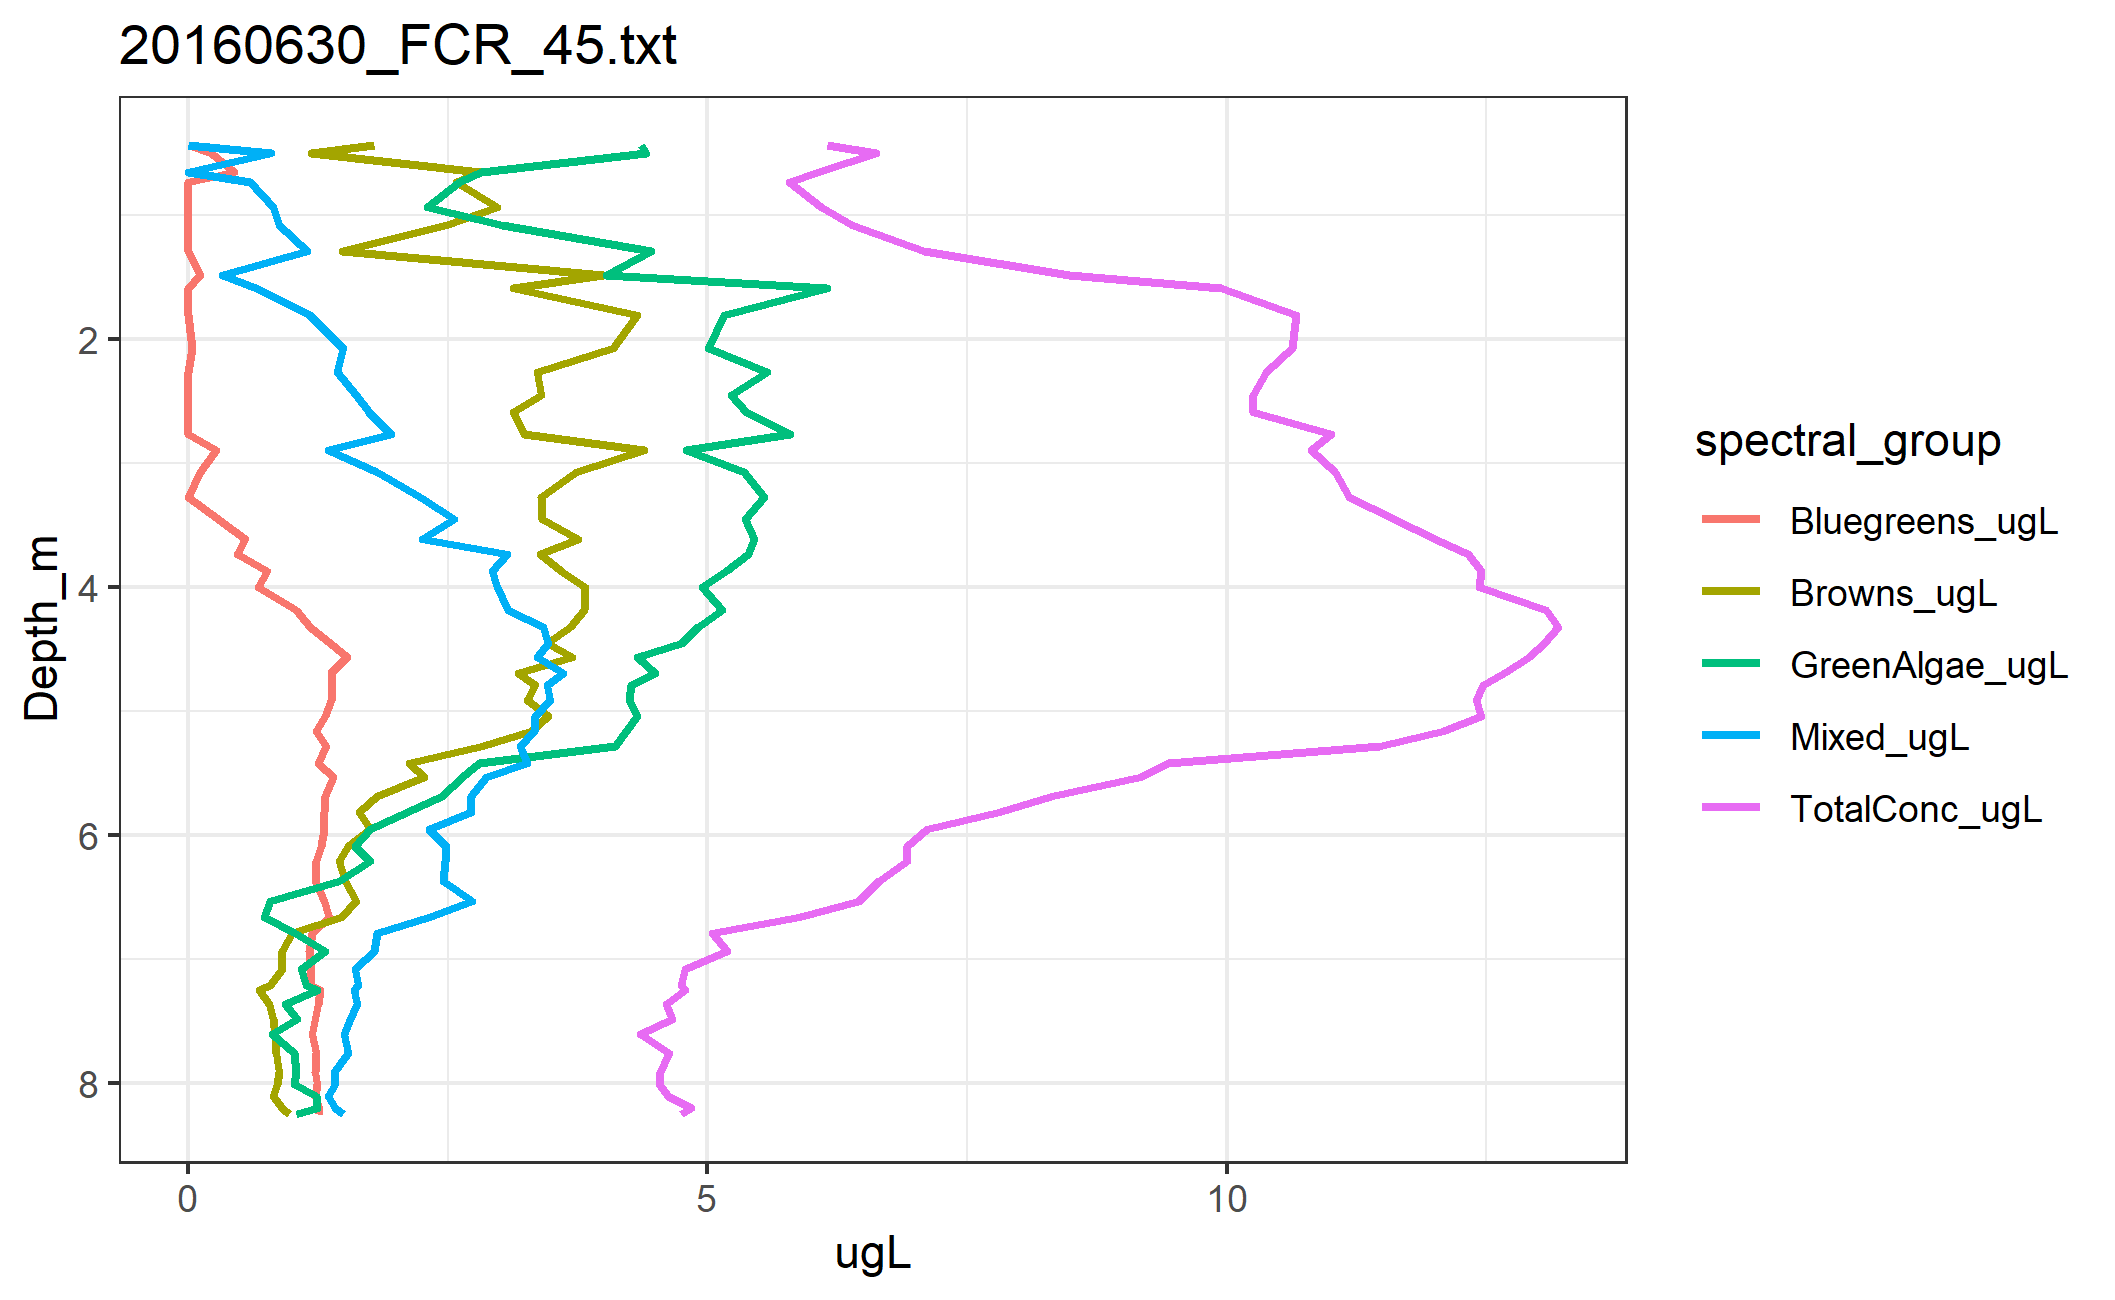 20160630_FCR_45.txt
Depth_m
2
4
6
8
0
5
10
ugL
spectral_group
Bluegreens_ugL
Browns_ugL
GreenAlgae_ugL
Mixed_ugL
TotalConc_ugL